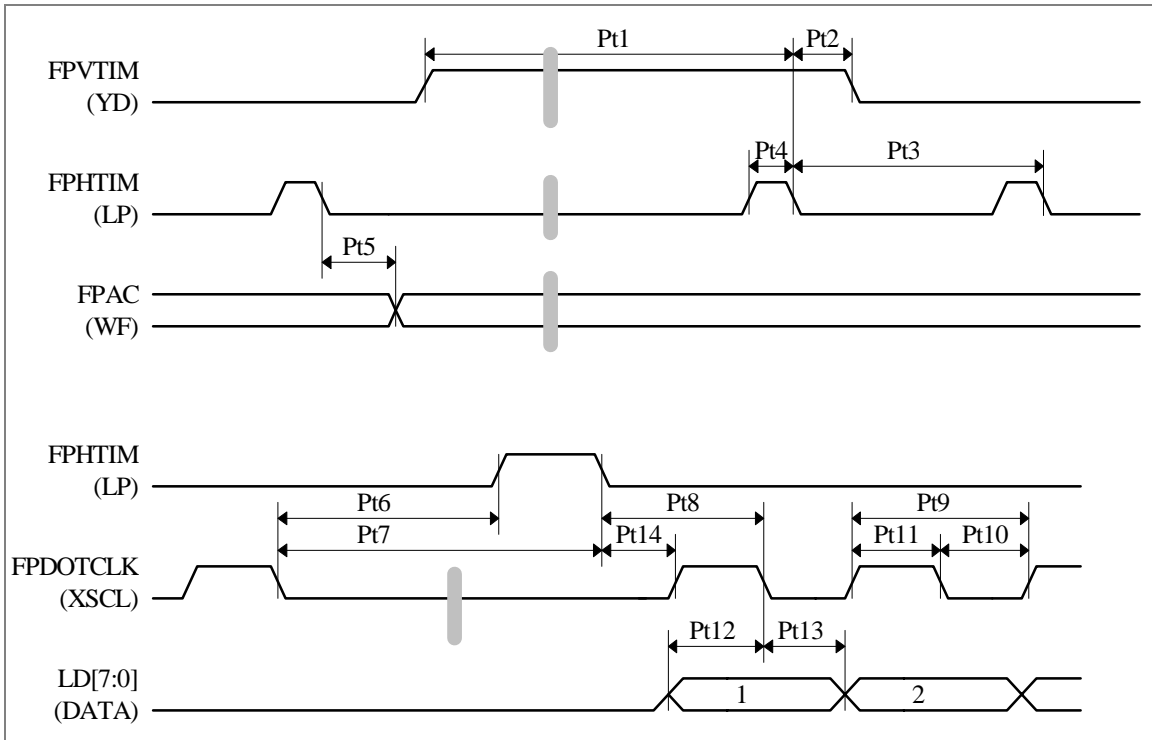 Pt1
Pt2
FPVTIM
(YD)
Pt4
Pt3
FPHTIM
(LP)
Pt5
FPAC
(WF)
FPHTIM
(LP)
Pt6
Pt8
Pt9
Pt7
Pt14
Pt11
Pt10
FPDOTCLK
(XSCL)
Pt12
Pt13
LD[7:0]
(DATA)
1
2